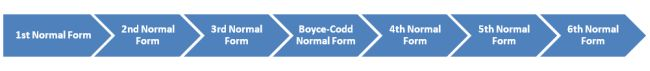 1st Normal Form
2nd Normal
Form
3rd Normal
Form
Boyce-Codd
Normal Form
4th Normal
Form
5th Normal
Form
6th Normal
Form